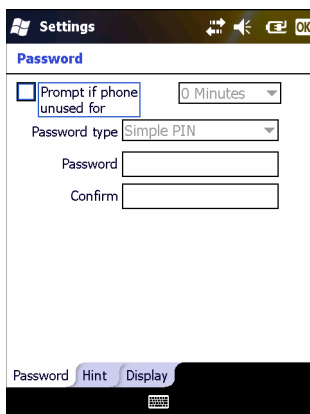 Settings
OK
Password
Prompt if phone
unused for
0 Minutes
Password type
Simple PIN
Password
Confirm
Password
Hint
Display